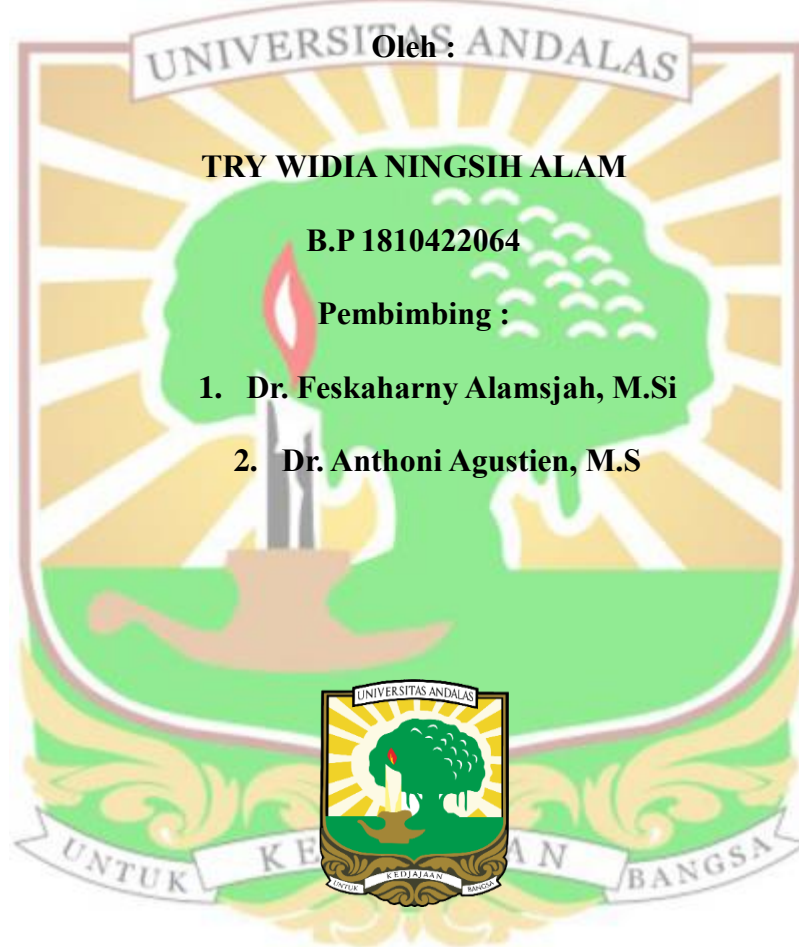 UNIVERSITAS ANDALAS
Oleh :
TRY WIDIA NINGSIH ALAM
B.P 1810422064
Pembimbing :
1. Dr. Feskaharny Alamsjah, M.Si
2. Dr. Anthoni Agustien, M.S
UNIVERSITAS ANDALAS
UNTUK KEDJAJAAN BANGSA
UNTUK K E A N BANGSA